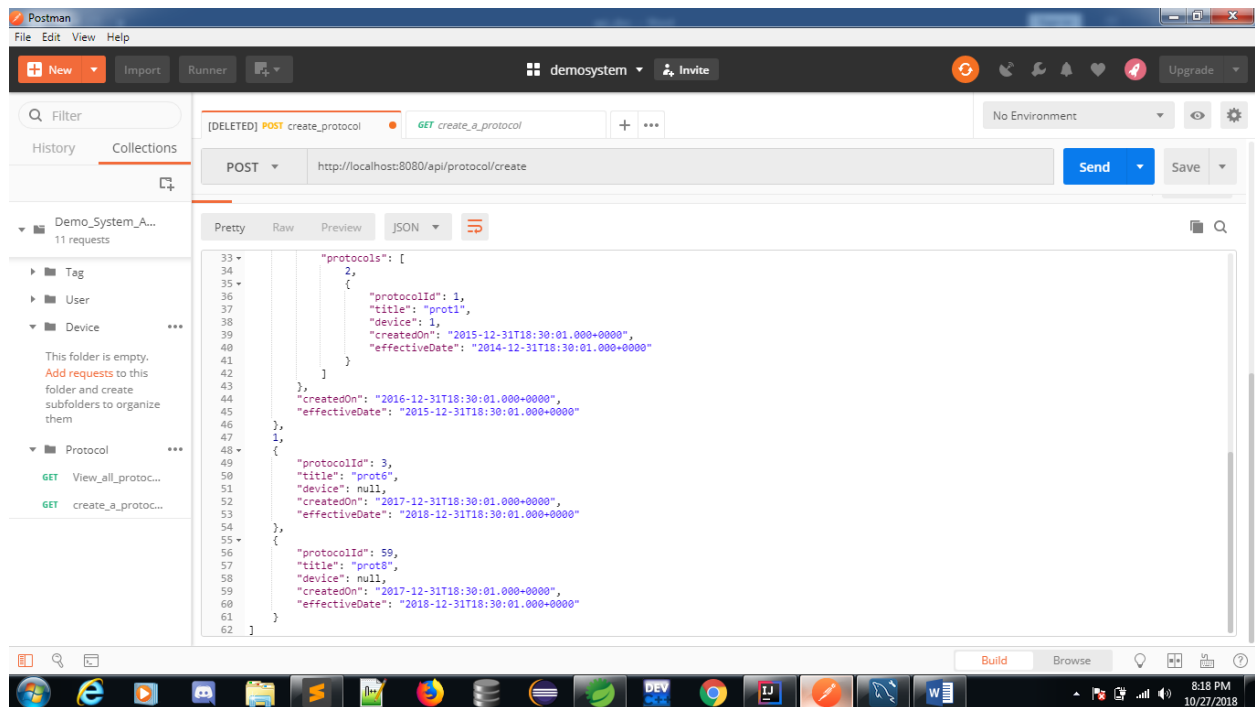 Postman
File Edit View Help
New Import Runner demosystem Invite Upgrade
Filter
History Collections
Demo_System_A...
11 requests
Tag
User
Device
This folder is empty.
Add requests to this
folder and create
subfolders to organize
them
Protocol
GET View_all_protoc...
GET create_a_protoc...
[DELETED] POST create_protocol GET create_a_protocol + ••• No Environment
POST http://localhost:8080/api/protocol/create Send Save
Pretty Raw Preview JSON
33 "protocols": [
34 2,
35 {
36 "protocolId": 1,
37 "title": "prot1",
38 "device": 1,
39 "createdOn": "2015-12-31T18:30:01.000+0000",
40 "effectiveDate": "2014-12-31T18:30:01.000+0000"
41 }
42 ]
43 },
44 "createdOn": "2016-12-31T18:30:01.000+0000",
45 "effectiveDate": "2015-12-31T18:30:01.000+0000"
46 },
47 1,
48 {
49 "protocolId": 3,
50 "title": "prot6",
51 "device": null,
52 "createdOn": "2017-12-31T18:30:01.000+0000",
53 "effectiveDate": "2018-12-31T18:30:01.000+0000"
54 },
55 {
56 "protocolId": 59,
57 "title": "prot8",
58 "device": null,
59 "createdOn": "2017-12-31T18:30:01.000+0000",
60 "effectiveDate": "2018-12-31T18:30:01.000+0000"
61 }
62 ]
Build Browse
DEV
IJ
W
8:18 PM
10/27/2018